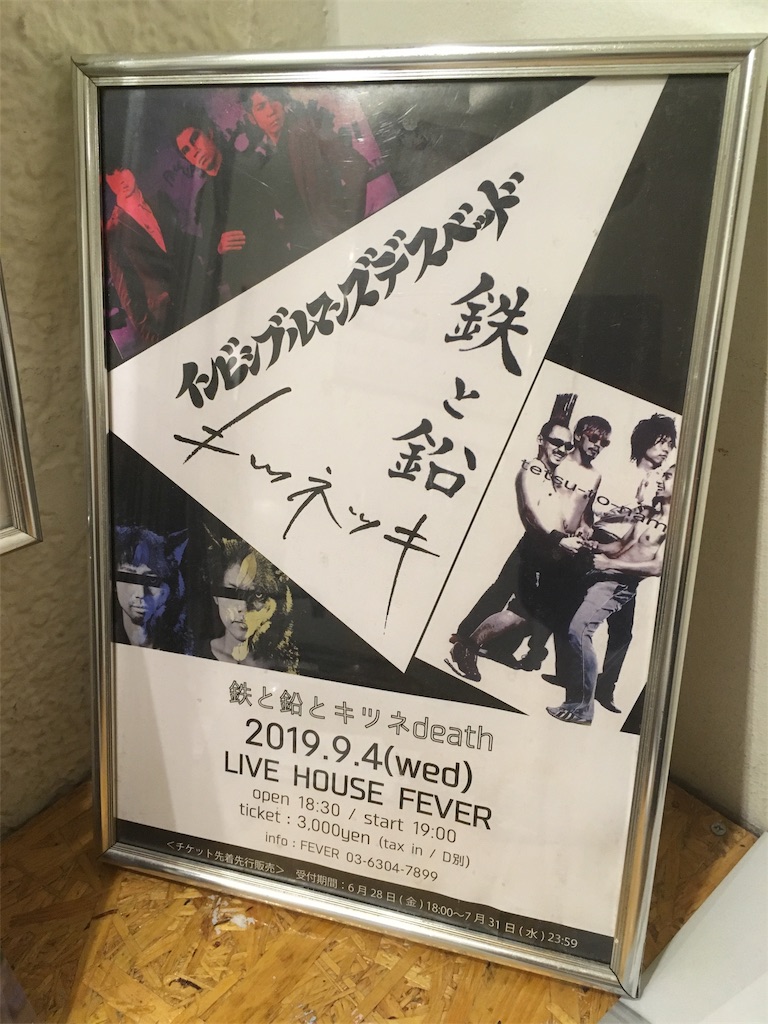 インビシブルマンズデスベッド
鉄と鉛
キツネツキ
tetsu-to-nam
鉄と鉛とキツネdeath
2019.9.4(wed)
LIVE HOUSE FEVER
open 18:30 / start 19:00
ticket : 3,000yen (tax in / D別)
info : FEVER 03-6304-7899
<チケット先着先行販売> 受付期間：6月28日(金)18:00〜7月31日(水)23:59